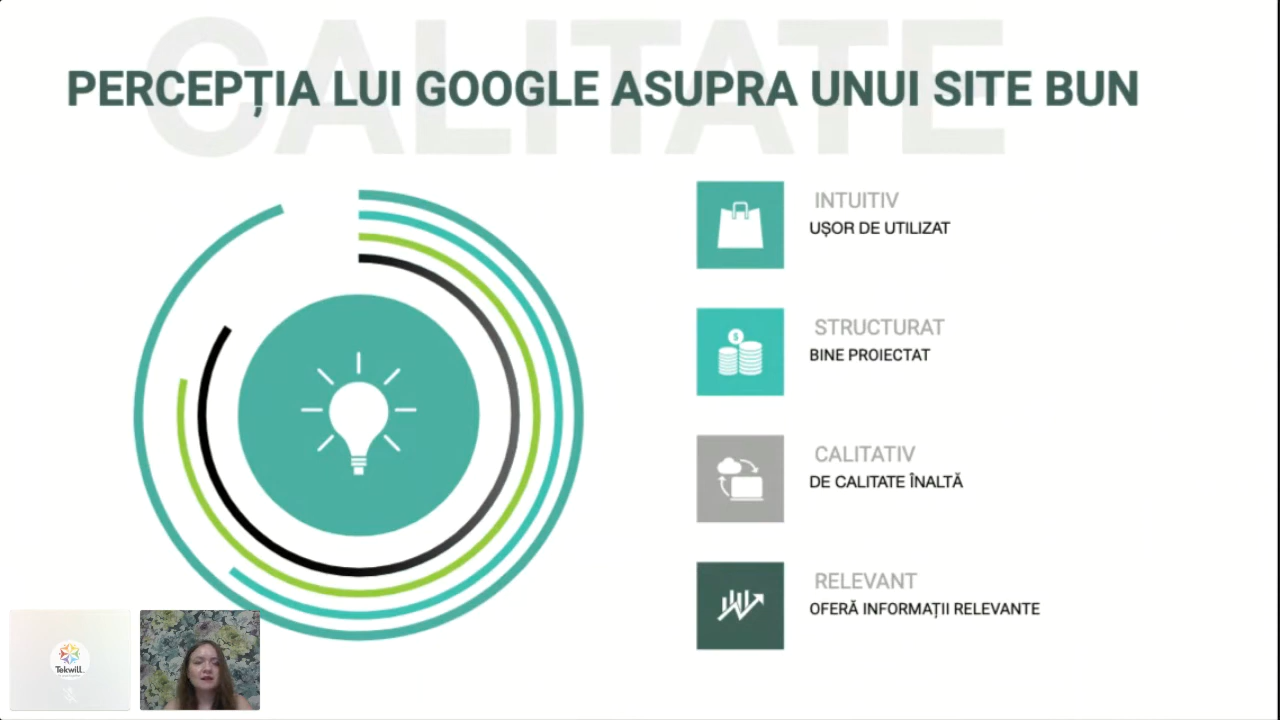 CALITATE
PERCEPȚIA LUI GOOGLE ASUPRA UNUI SITE BUN
INTUITIV
UȘOR DE UTILIZAT
STRUCTURAT
BINE PROIECTAT
CALITATIV
DE CALITATE ÎNALTĂ
RELEVANT
OFERĂ INFORMAȚII RELEVANTE
Tekwill